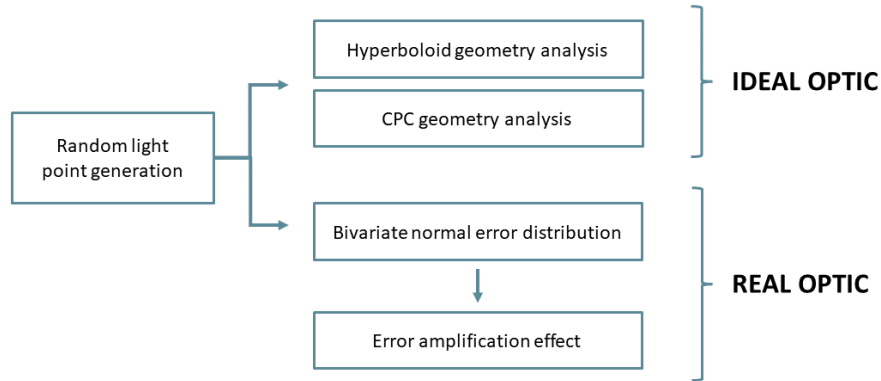 Hyperboloid geometry analysis
CPC geometry analysis
IDEAL OPTIC
Random light
point generation
Bivariate normal error distribution
Error amplification effect
REAL OPTIC